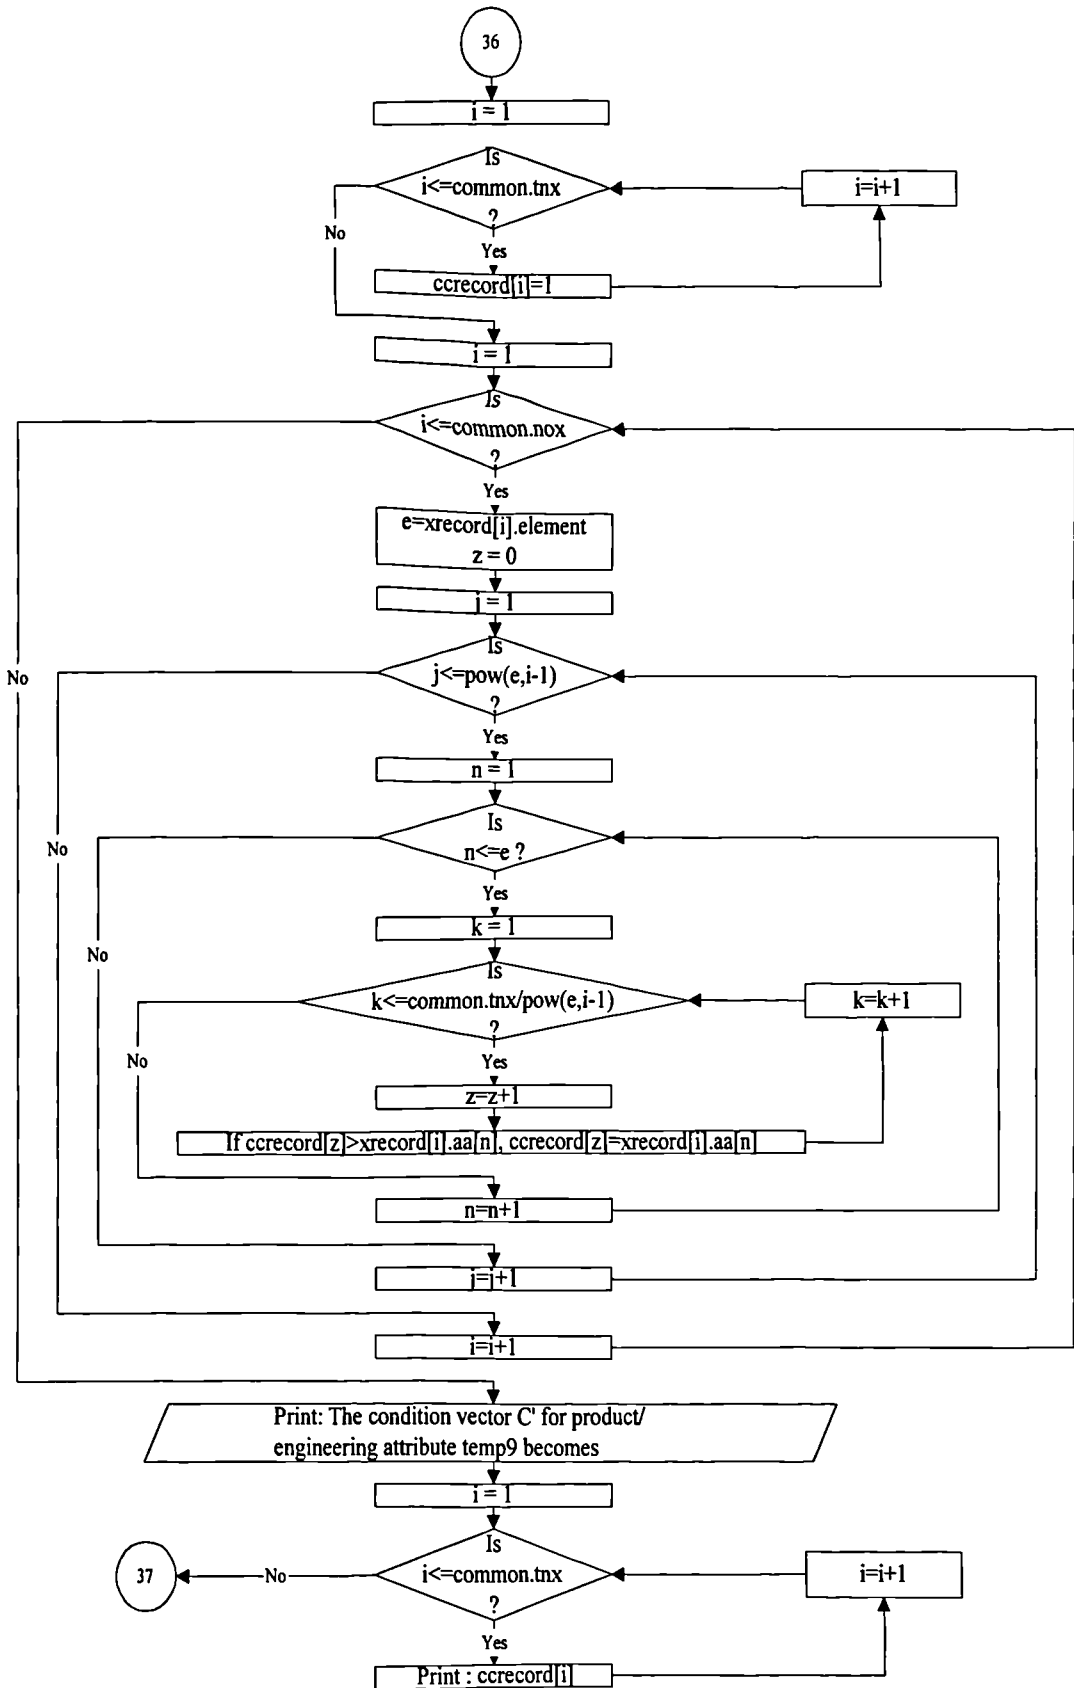 36
i = 1
Is
i<=common.tnx
?
i=i+1
No
Yes
ccrecord[i]=1
i = 1
Is
i<=common.nox
?
Yes
e=xrecord[i].element
z = 0
j = 1
Is
No
j<=pow(e,i-1)
?
Yes
n = 1
Is
No
n<=e ?
Yes
k = 1
No
Is
k<=common.tnx/pow(e,i-1)
k=k+1
?
No
Yes
z=z+1
If ccrecord[z]>xrecord[i].aa[n], ccrecord[z]=xrecord[i].aa[n]
n=n+1
j=j+1
i=i+1
Print: The condition vector C' for product/
engineering attribute temp9 becomes
i = 1
Is
37
No
i<=common.tnx
i=i+1
?
Yes
Print : ccrecord[i]